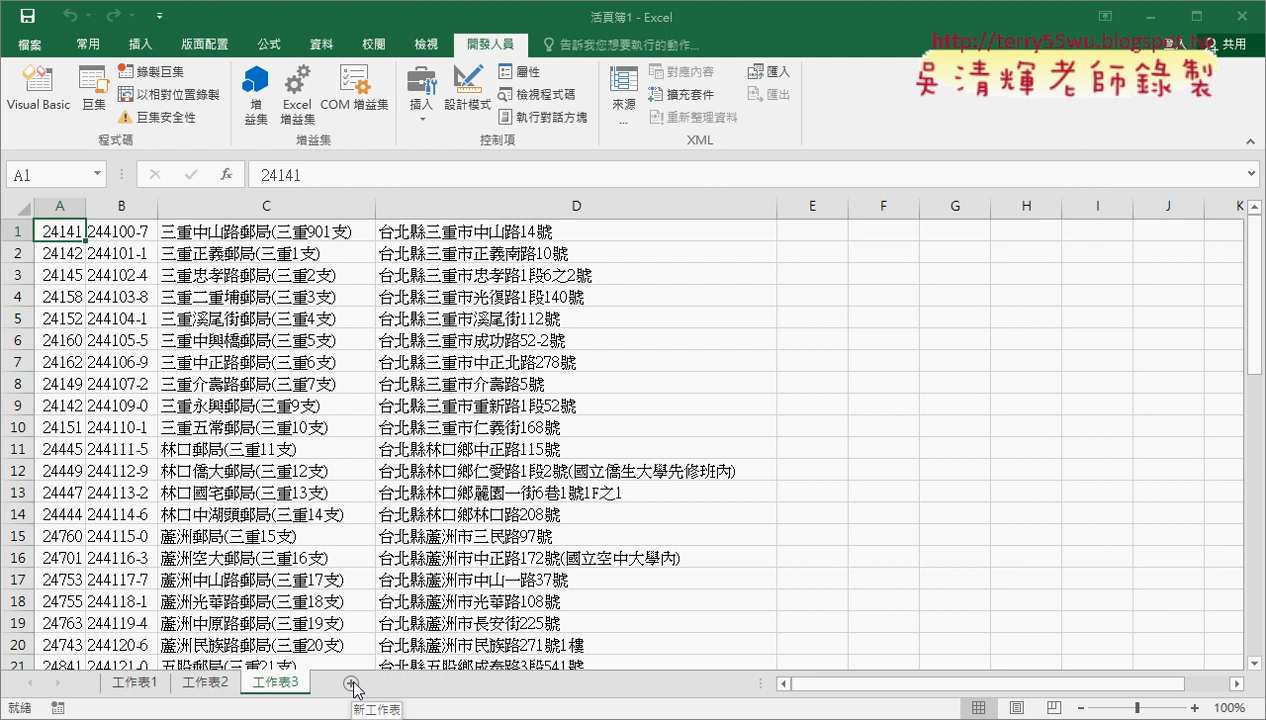 活頁簿1 - Excel
http://terry55wu.blogspot.tw
檔案 常用 插入 版面配置 公式 資料 校閱 檢視 開發人員 告訴我您想要執行的動作... 共用
吳清輝老師錄製
Visual Basic 巨集 錄製巨集 以相對位置錄製 巨集安全性
增益集 Excel 增益集 COM 增益集
插入 設計模式 屬性 檢視程式碼 執行對話方塊
來源... 對應內容 擴充套件 重新整理資料 匯入 匯出
程式碼 增益集 控制項 XML
A1 fx 24141
A B C D E F G H I J K
1 24141 244100-7 三重中山路郵局(三重901支) 台北縣三重市中山路14號
2 24142 244101-1 三重正義郵局(三重1支) 台北縣三重市正義南路10號
3 24145 244102-4 三重忠孝路郵局(三重2支) 台北縣三重市忠孝路1段6之2號
4 24158 244103-8 三重二重埔郵局(三重3支) 台北縣三重市光復路1段140號
5 24152 244104-1 三重溪尾街郵局(三重4支) 台北縣三重市溪尾街112號
6 24160 244105-5 三重中興橋郵局(三重5支) 台北縣三重市成功路52-2號
7 24162 244106-9 三重中正路郵局(三重6支) 台北縣三重市中正北路278號
8 24149 244107-2 三重介壽路郵局(三重7支) 台北縣三重市介壽路5號
9 24142 244109-0 三重永興郵局(三重9支) 台北縣三重市重新路1段52號
10 24151 244110-1 三重五常郵局(三重10支) 台北縣三重市仁義街168號
11 24445 244111-5 林口郵局(三重11支) 台北縣林口鄉中正路115號
12 24449 244112-9 林口僑大郵局(三重12支) 台北縣林口鄉仁愛路1段2號(國立僑生大學先修班內)
13 24447 244113-2 林口國宅郵局(三重13支) 台北縣林口鄉麗園一街6巷1號1F之1
14 24444 244114-6 林口中湖頭郵局(三重14支) 台北縣林口鄉林口路208號
15 24760 244115-0 蘆洲郵局(三重15支) 台北縣蘆洲市三民路97號
16 24701 244116-3 蘆洲空大郵局(三重16支) 台北縣蘆洲市中正路172號(國立空中大學內)
17 24753 244117-7 蘆洲中山路郵局(三重17支) 台北縣蘆洲市中山一路37號
18 24755 244118-1 蘆洲光華路郵局(三重18支) 台北縣蘆洲市光華路108號
19 24763 244119-4 蘆洲中原路郵局(三重19支) 台北縣蘆洲市長安街225號
20 24743 244120-6 蘆洲民族路郵局(三重20支) 台北縣蘆洲市民族路271號1樓
21 24841 244121-0 五股郵局(三重21支) 台北縣五股鄉成泰路3段541號
工作表1 工作表2 工作表3
就緒 新工作表 100%